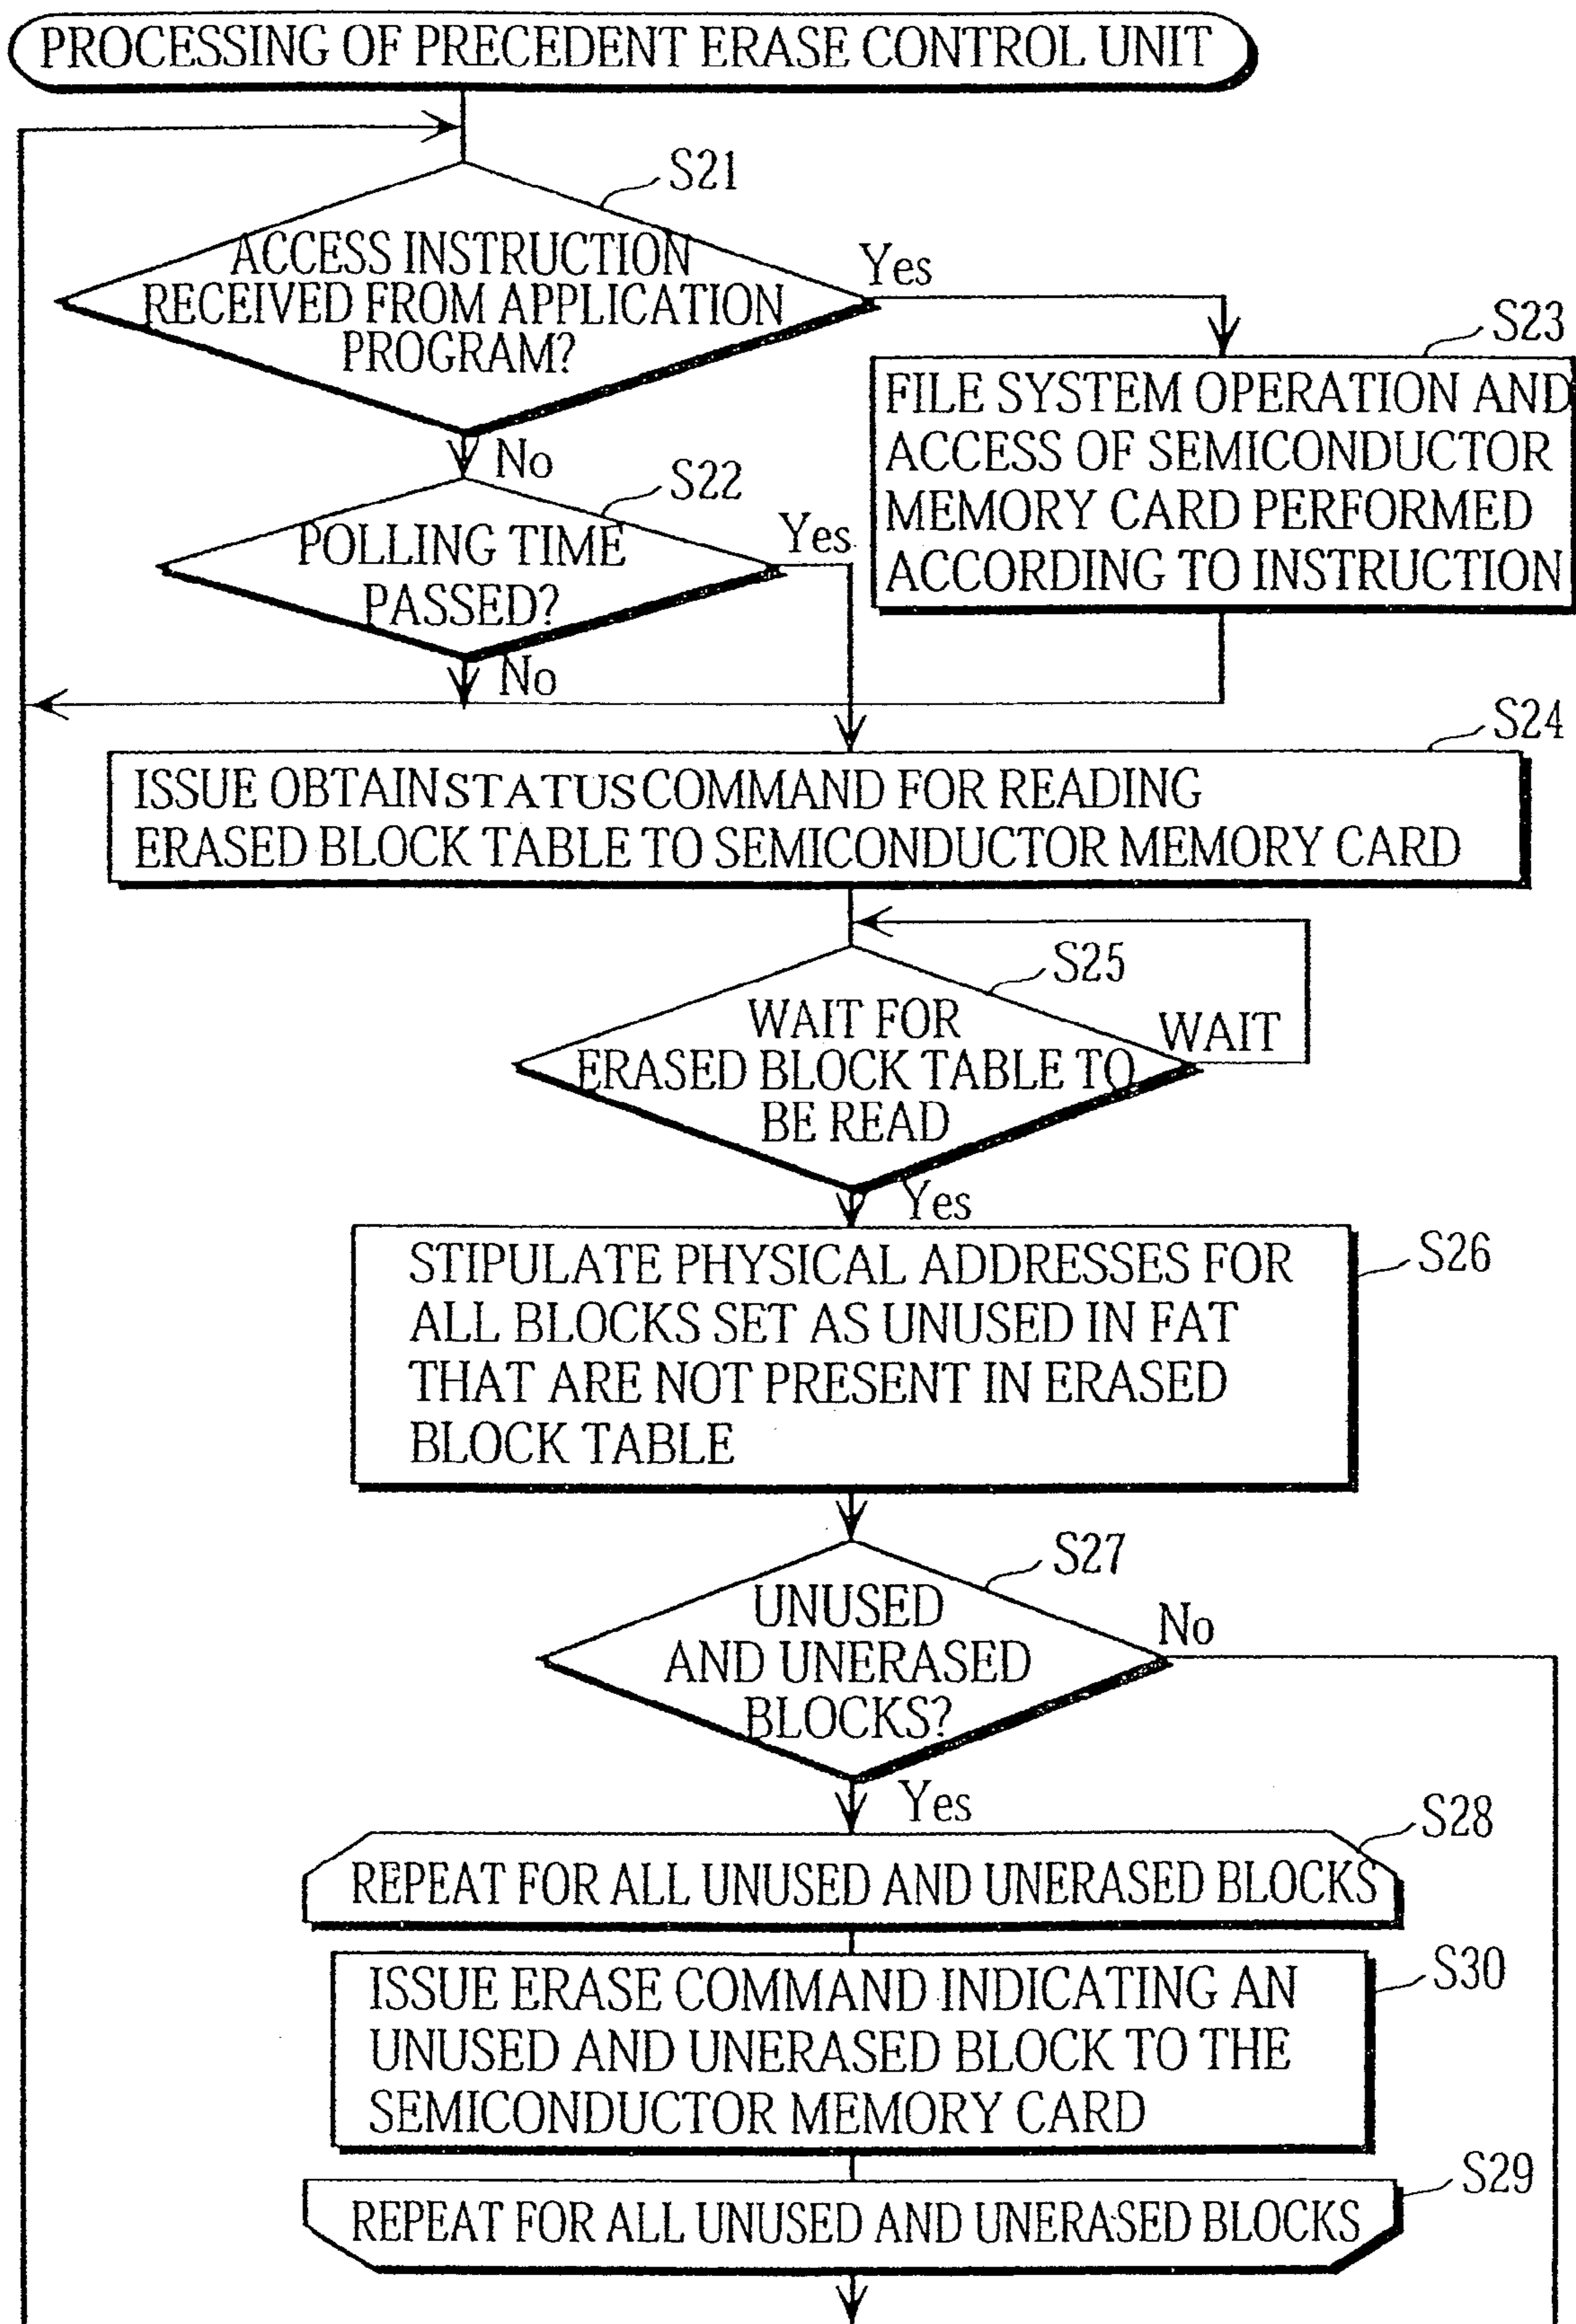 PROCESSING OF PRECEDENT ERASE CONTROL UNIT
S21
ACCESS INSTRUCTION
RECEIVED FROM APPLICATION
PROGRAM?
Yes
No
S23
FILE SYSTEM OPERATION AND
ACCESS OF SEMICONDUCTOR
MEMORY CARD PERFORMED
ACCORDING TO INSTRUCTION
S22
POLLING TIME
PASSED?
Yes
No
S24
ISSUE OBTAIN STATUS COMMAND FOR READING
ERASED BLOCK TABLE TO SEMICONDUCTOR MEMORY CARD
S25
WAIT FOR
ERASED BLOCK TABLE TO
BE READ
WAIT
Yes
S26
STIPULATE PHYSICAL ADDRESSES FOR
ALL BLOCKS SET AS UNUSED IN FAT
THAT ARE NOT PRESENT IN ERASED
BLOCK TABLE
S27
UNUSED
AND UNERASED
BLOCKS?
No
Yes
S28
REPEAT FOR ALL UNUSED AND UNERASED BLOCKS
S30
ISSUE ERASE COMMAND INDICATING AN
UNUSED AND UNERASED BLOCK TO THE
SEMICONDUCTOR MEMORY CARD
S29
REPEAT FOR ALL UNUSED AND UNERASED BLOCKS